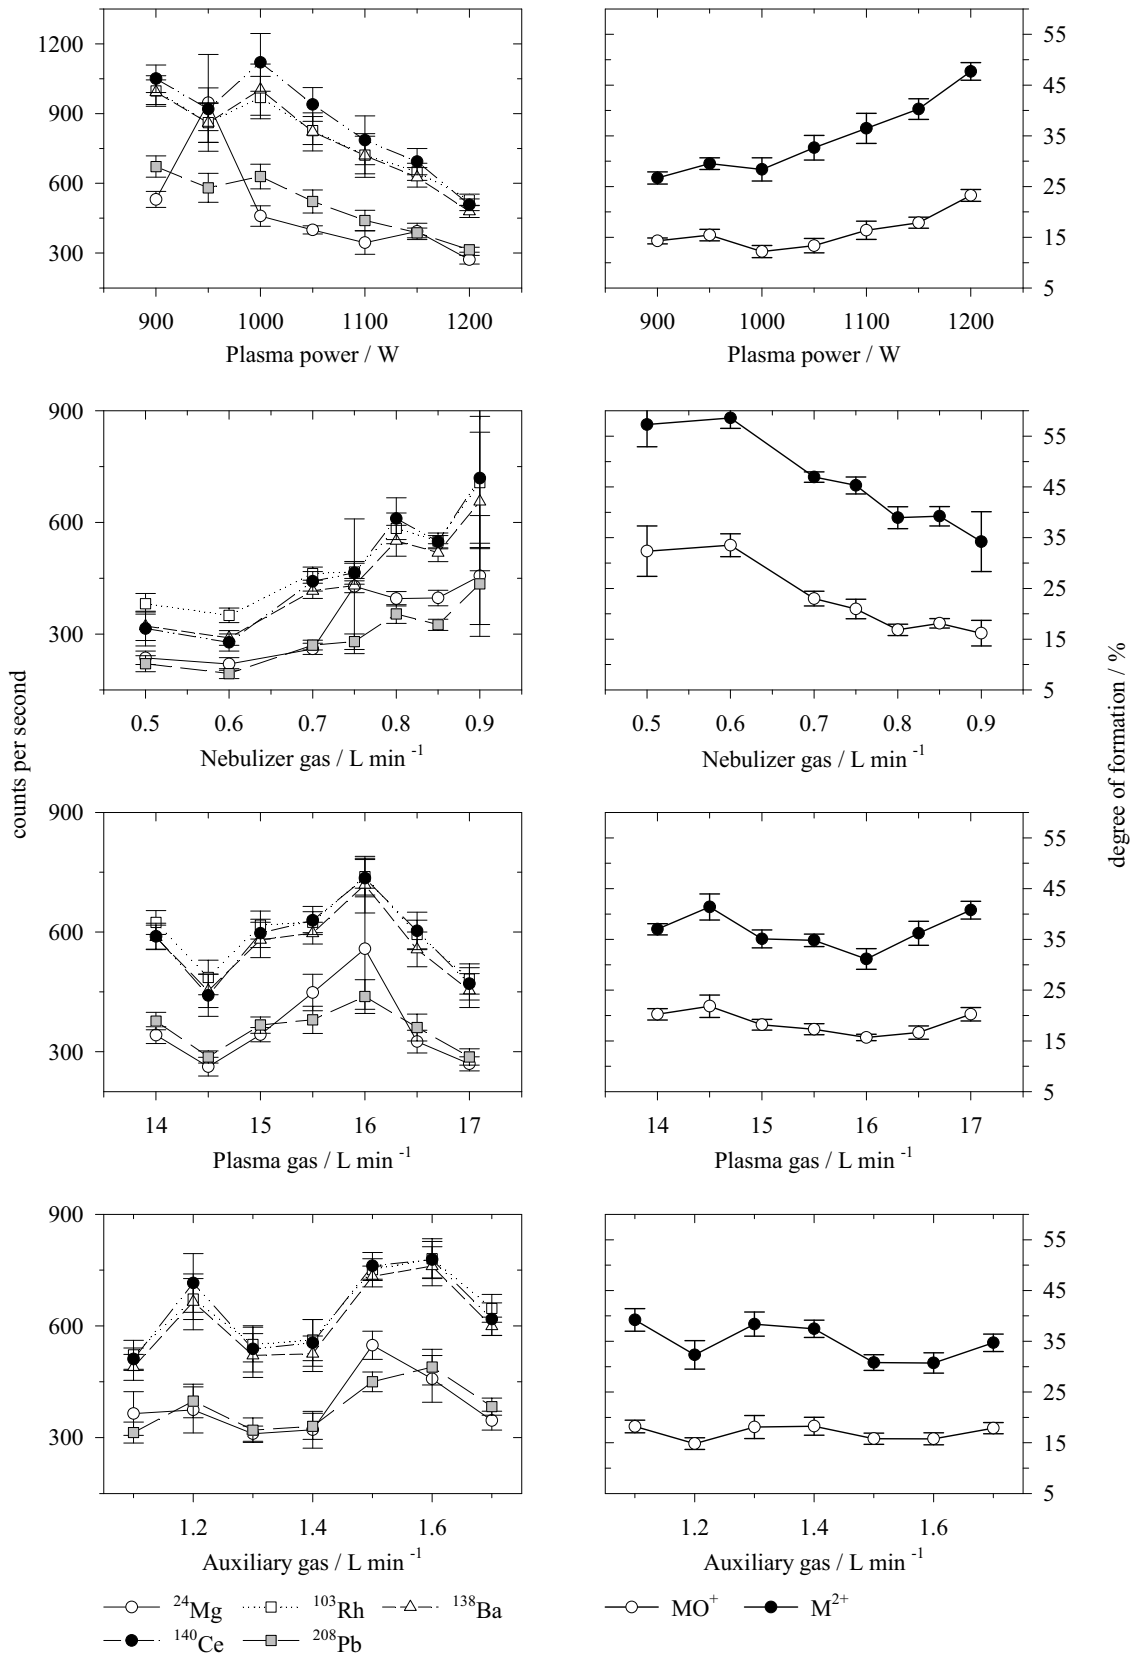 1200
900
600
300
55
45
35
25
15
5
900 1000 1100 1200
Plasma power / W
900 1000 1100 1200
Plasma power / W
900
600
300
55
45
35
25
15
5
0.5 0.6 0.7 0.8 0.9
Nebulizer gas / L min -1
0.5 0.6 0.7 0.8 0.9
Nebulizer gas / L min -1
counts per second
degree of formation / %
900
600
300
55
45
35
25
15
5
14 15 16 17
Plasma gas / L min -1
14 15 16 17
Plasma gas / L min -1
900
600
300
55
45
35
25
15
5
1.2 1.4 1.6
Auxiliary gas / L min -1
1.2 1.4 1.6
Auxiliary gas / L min -1
24Mg 103Rh 138Ba
140Ce 208Pb
MO+ M2+